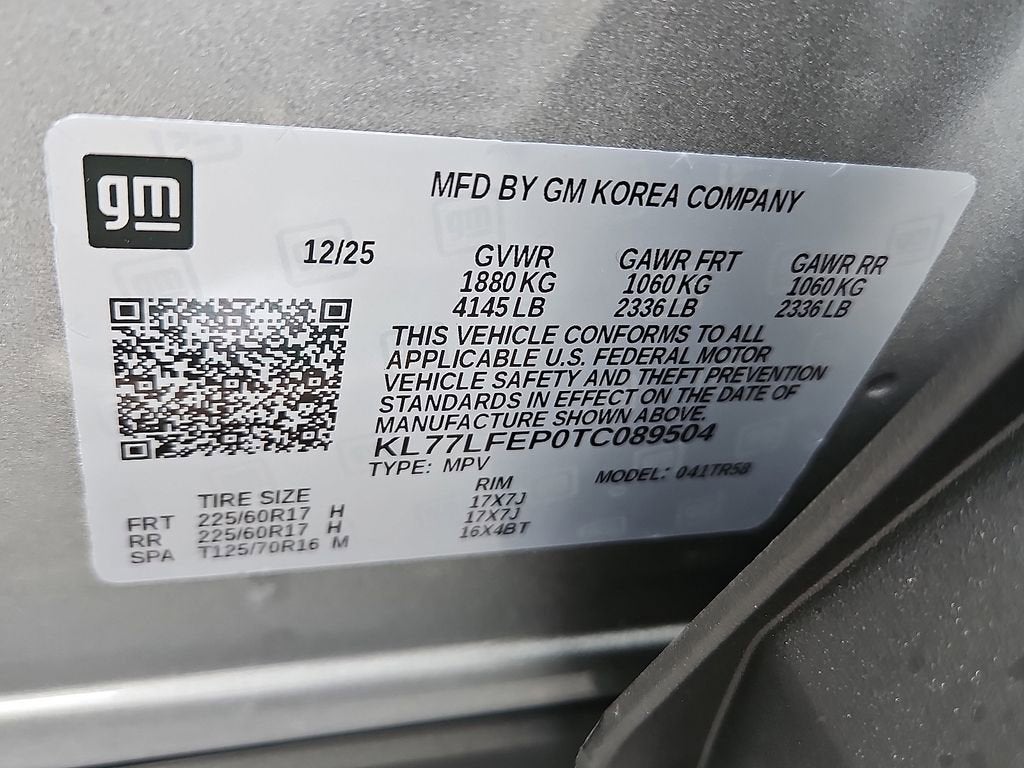 gm
MFD BY GM KOREA COMPANY
12/25 GVWR GAWR FRT GAWR RR
1880 KG 1060 KG 1060 KG
4145 LB 2336 LB 2336 LB
THIS VEHICLE CONFORMS TO ALL
APPLICABLE U.S. FEDERAL MOTOR
VEHICLE SAFETY AND THEFT PREVENTION
STANDARDS IN EFFECT ON THE DATE OF
MANUFACTURE SHOWN ABOVE.
KL77LFEP0TC089504
TYPE: MPV MODEL: 041TR58
TIRE SIZE RIM
FRT 225/60R17 H 17X7J
RR 225/60R17 H 17X7J
SPA T125/70R16 M 16X4BT